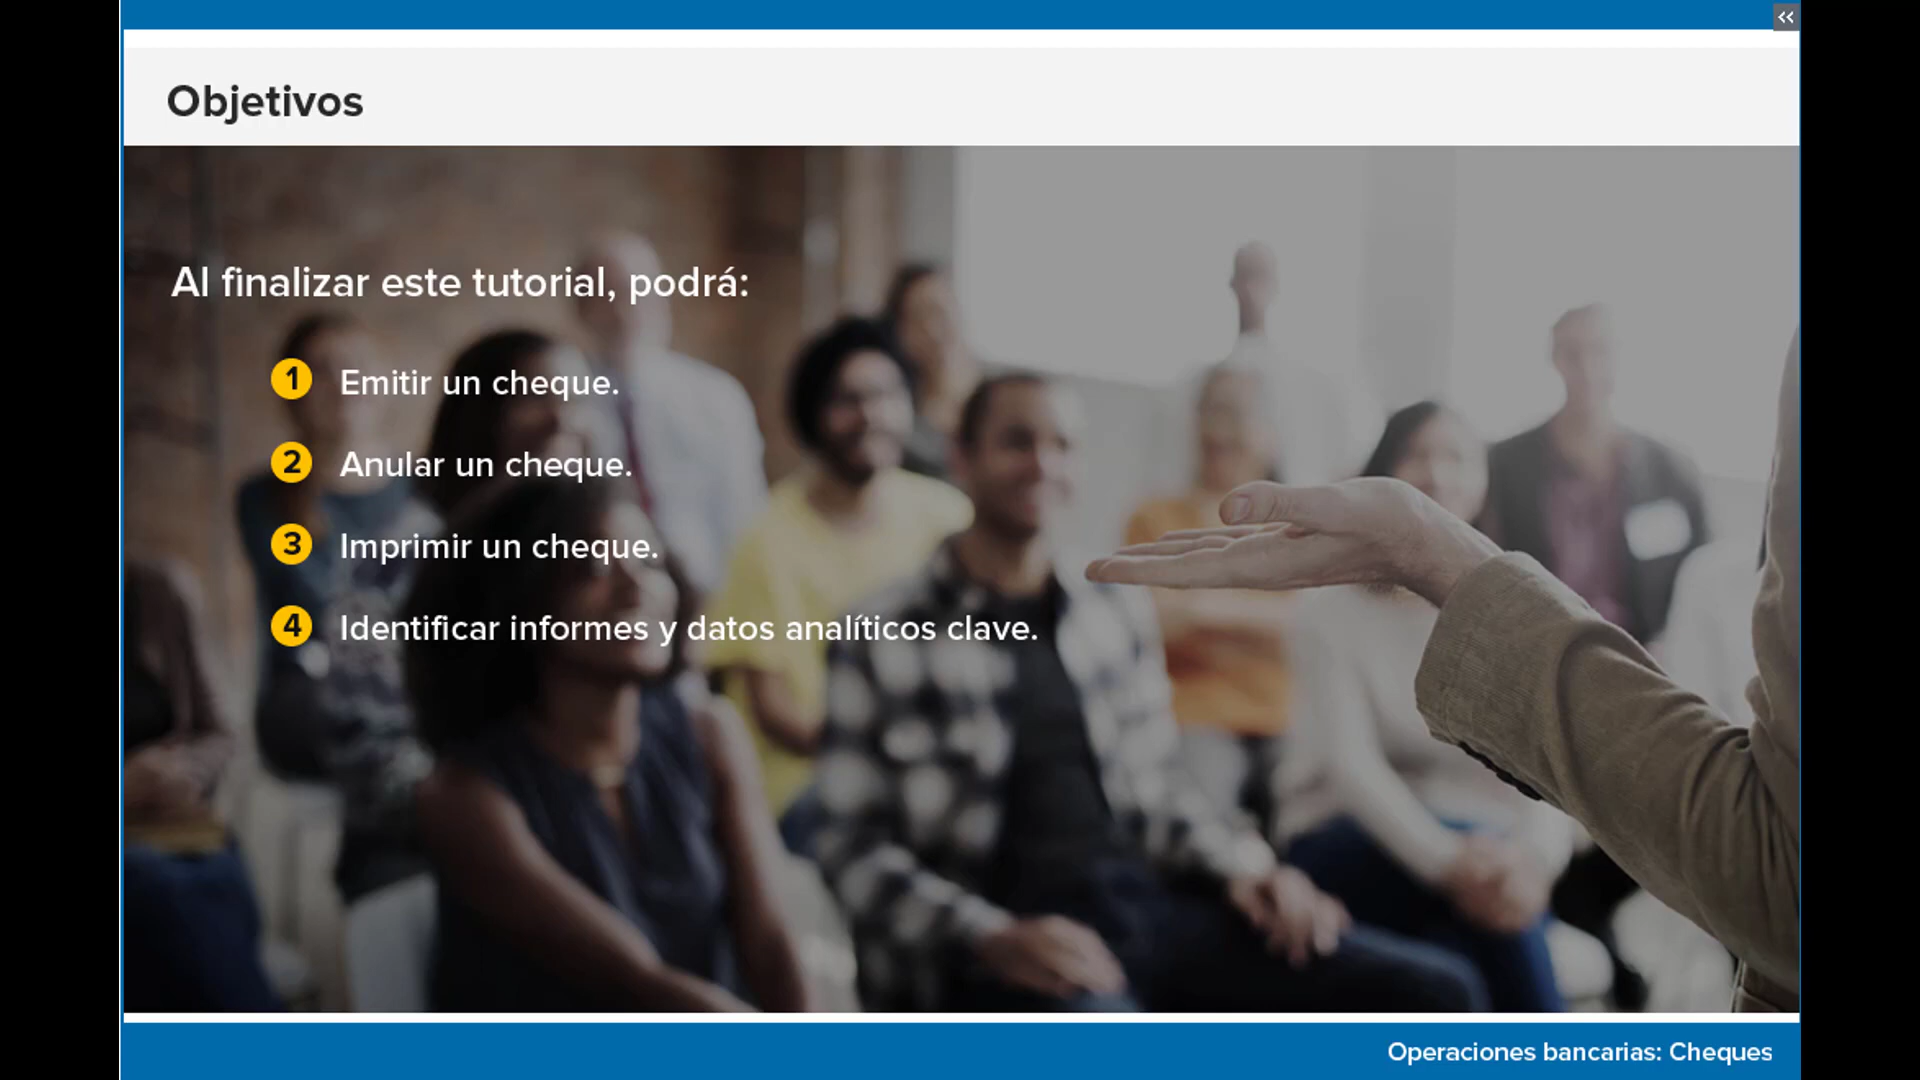 Objetivos
Al finalizar este tutorial, podrá:
1 Emitir un cheque.
2 Anular un cheque.
3 Imprimir un cheque.
4 Identificar informes y datos analíticos clave.
Operaciones bancarias: Cheques